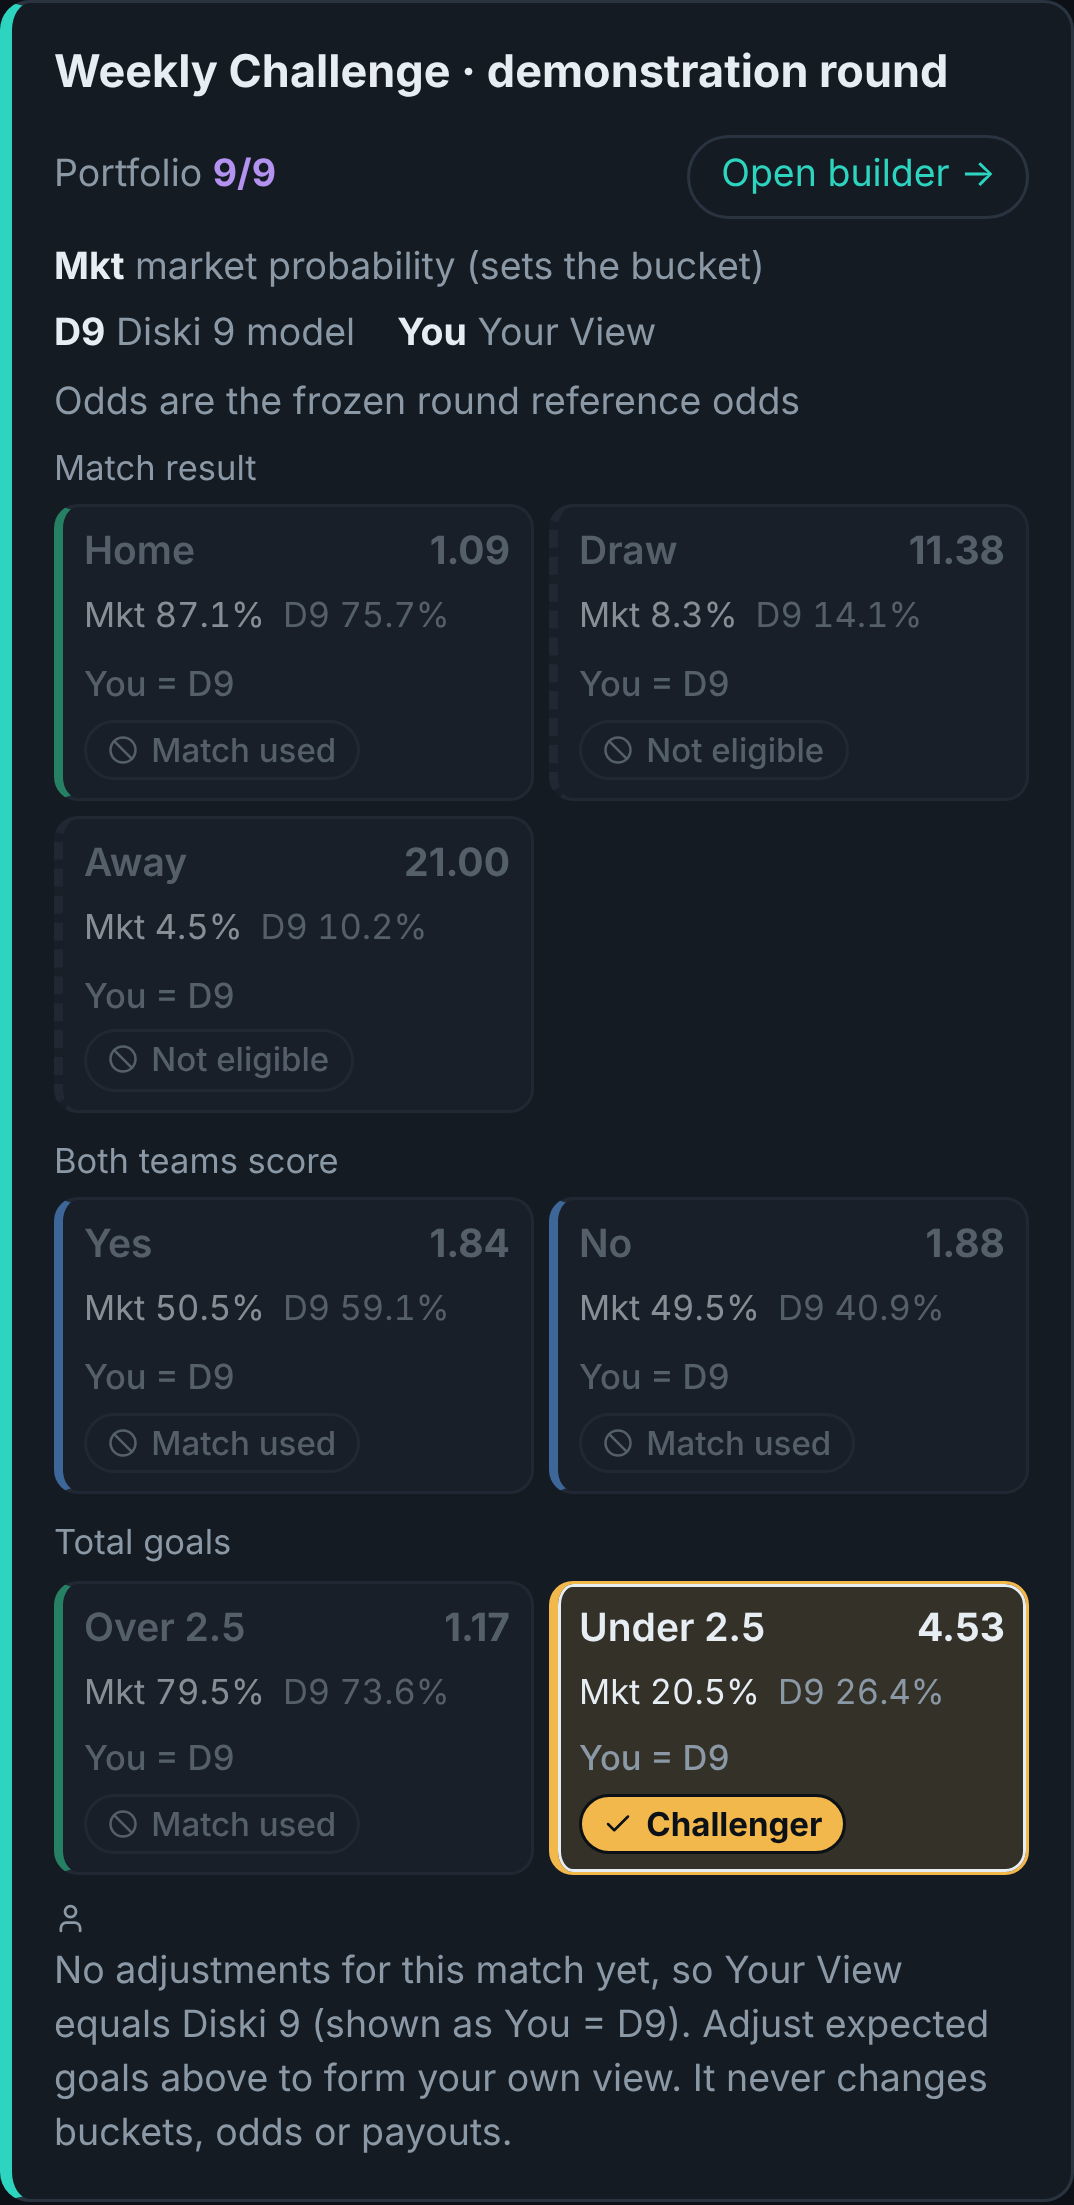 Weekly Challenge · demonstration round
Portfolio 9/9
Open builder →
Mkt market probability (sets the bucket)
D9 Diski 9 model You Your View
Odds are the frozen round reference odds
Match result
Home 1.09
Mkt 87.1% D9 75.7%
You = D9
Match used
Draw 11.38
Mkt 8.3% D9 14.1%
You = D9
Not eligible
Away 21.00
Mkt 4.5% D9 10.2%
You = D9
Not eligible
Both teams score
Yes 1.84
Mkt 50.5% D9 59.1%
You = D9
Match used
No 1.88
Mkt 49.5% D9 40.9%
You = D9
Match used
Total goals
Over 2.5 1.17
Mkt 79.5% D9 73.6%
You = D9
Match used
Under 2.5 4.53
Mkt 20.5% D9 26.4%
You = D9
Challenger
No adjustments for this match yet, so Your View
equals Diski 9 (shown as You = D9). Adjust expected
goals above to form your own view. It never changes
buckets, odds or payouts.